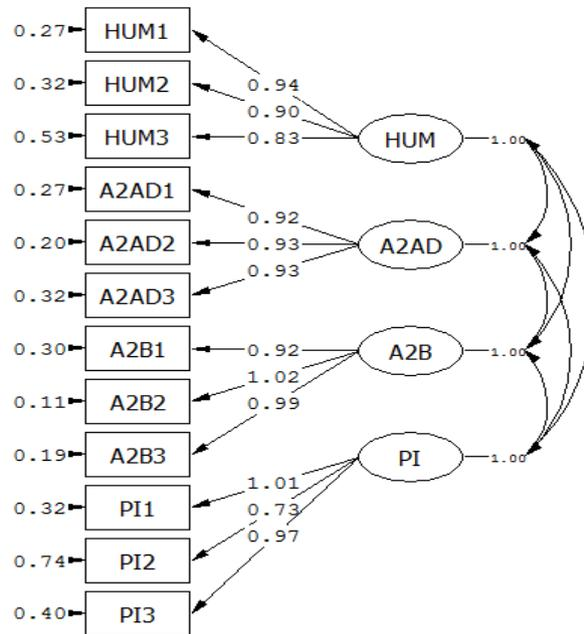 0.27 HUM1
0.94
0.32 HUM2
0.90
0.53 HUM3 0.83 HUM 1.00
0.27 A2AD1
0.92
0.20 A2AD2 0.93 A2AD 1.00
0.93
0.32 A2AD3
0.30 A2B1 0.92 A2B 1.00
1.02
0.11 A2B2
0.99
0.19 A2B3
PI 1.00
1.01
0.32 PI1
0.73
0.97
0.74 PI2
0.40 PI3